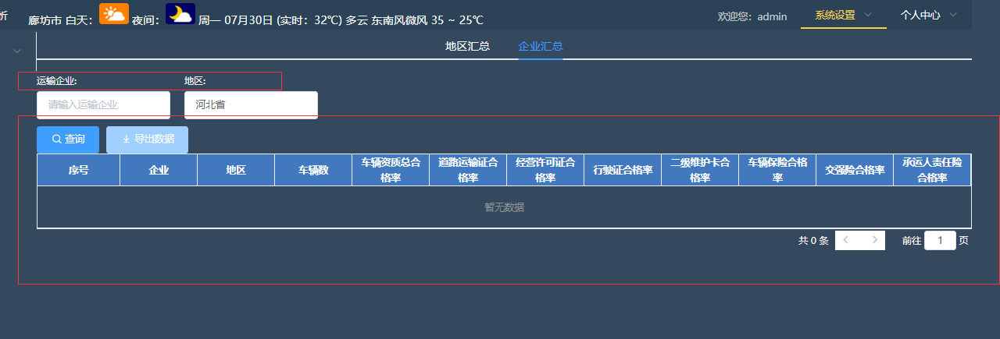 析
廊坊市 白天： 夜间： 周一 07月30日 (实时：32℃) 多云 东南风微风 35 ~ 25℃
欢迎您：admin
系统设置
个人中心
地区汇总
企业汇总
运输企业:
地区:
请输入运输企业:
河北省
查询
导出数据
序号
企业
地区
车辆数
车辆资质总合
格率
道路运输证合
格率
经营许可证合
格率
行驶证合格率
二级维护卡合
格率
车辆保险合格
率
交强险合格率
承运人责任险
合格率
暂无数据
共 0 条
前往 1 页